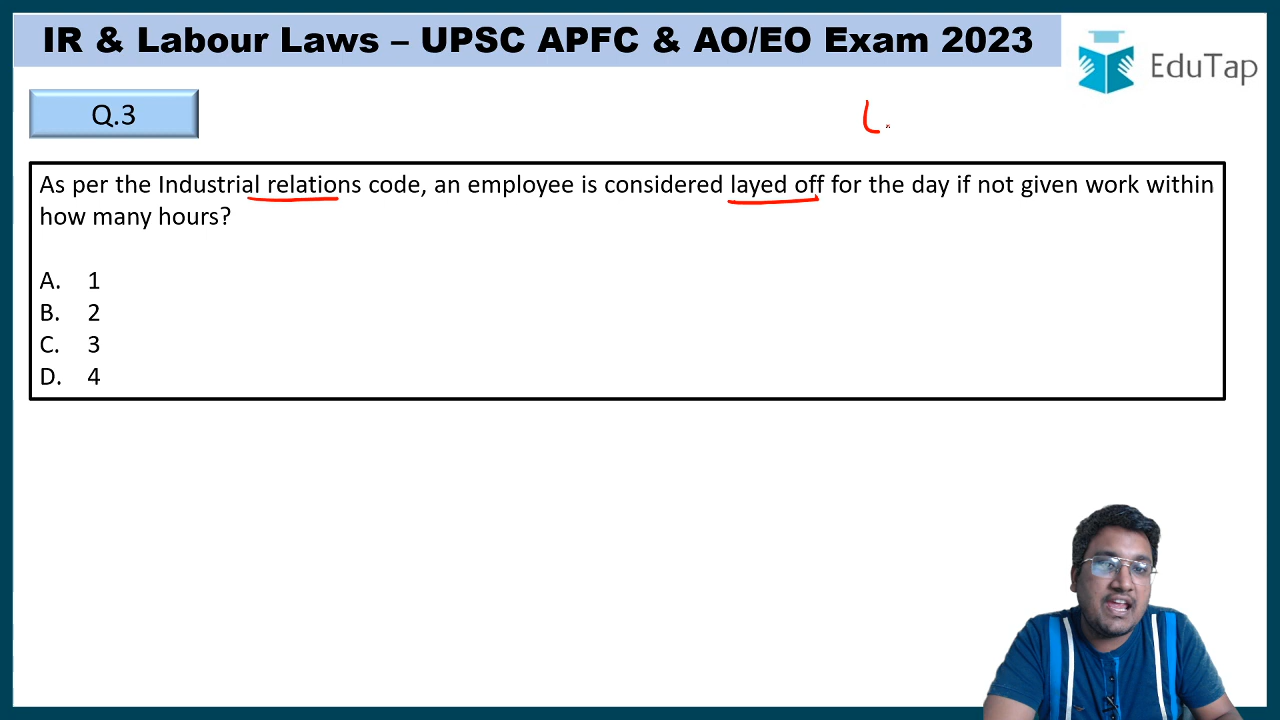 IR & Labour Laws – UPSC APFC & AO/EO Exam 2023
EduTap
Q.3
L
As per the Industrial relations code, an employee is considered layed off for the day if not given work within
how many hours?
A. 1
B. 2
C. 3
D. 4